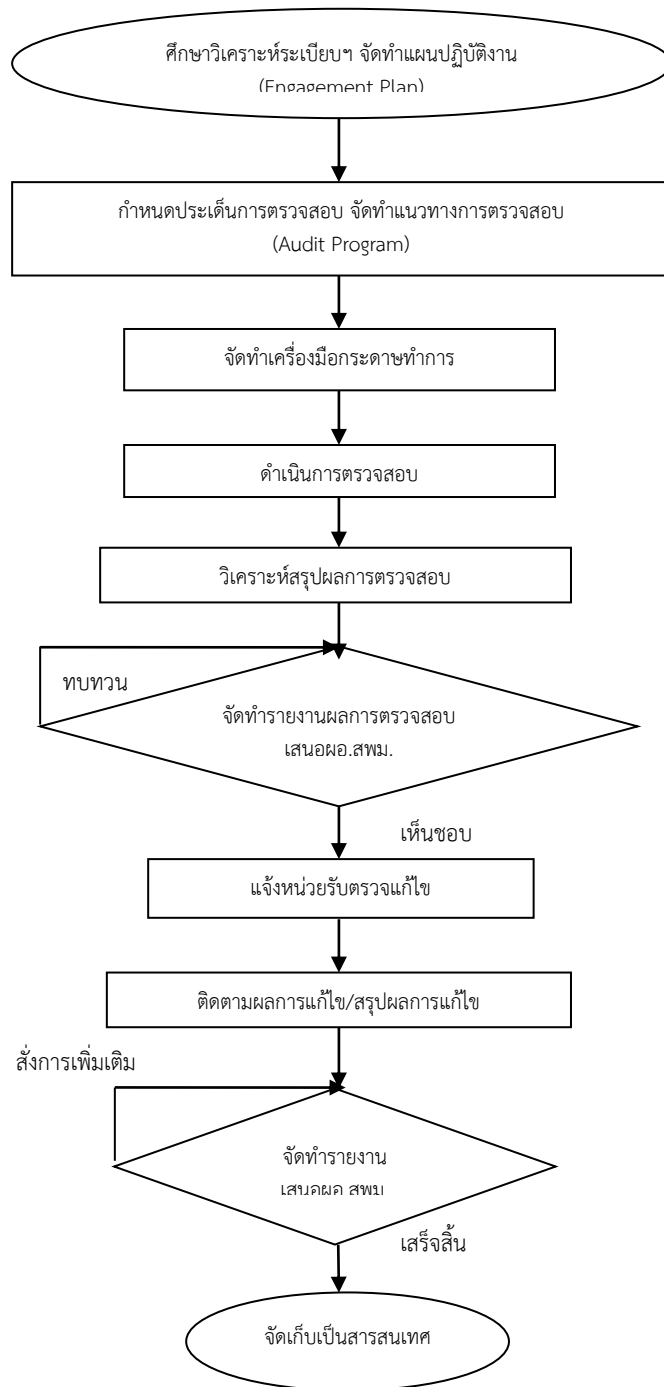 ศึกษาวิเคราะห์ระเบียบฯ จัดทำแผนปฏิบัติงาน
(Engagement Plan)
กำหนดประเด็นการตรวจสอบ จัดทำแนวทางการตรวจสอบ
(Audit Program)
จัดทำเครื่องมือกระดาษทำการ
ดำเนินการตรวจสอบ
วิเคราะห์สรุปผลการตรวจสอบ
ทบทวน
จัดทำรายงานผลการตรวจสอบ
เสนอผอ.สพม.
เห็นชอบ
แจ้งหน่วยรับตรวจแก้ไข
ติดตามผลการแก้ไข/สรุปผลการแก้ไข
สั่งการเพิ่มเติม
จัดทำรายงาน
เสนอผอ.สพม
เสร็จสิ้น
จัดเก็บเป็นสารสนเทศ